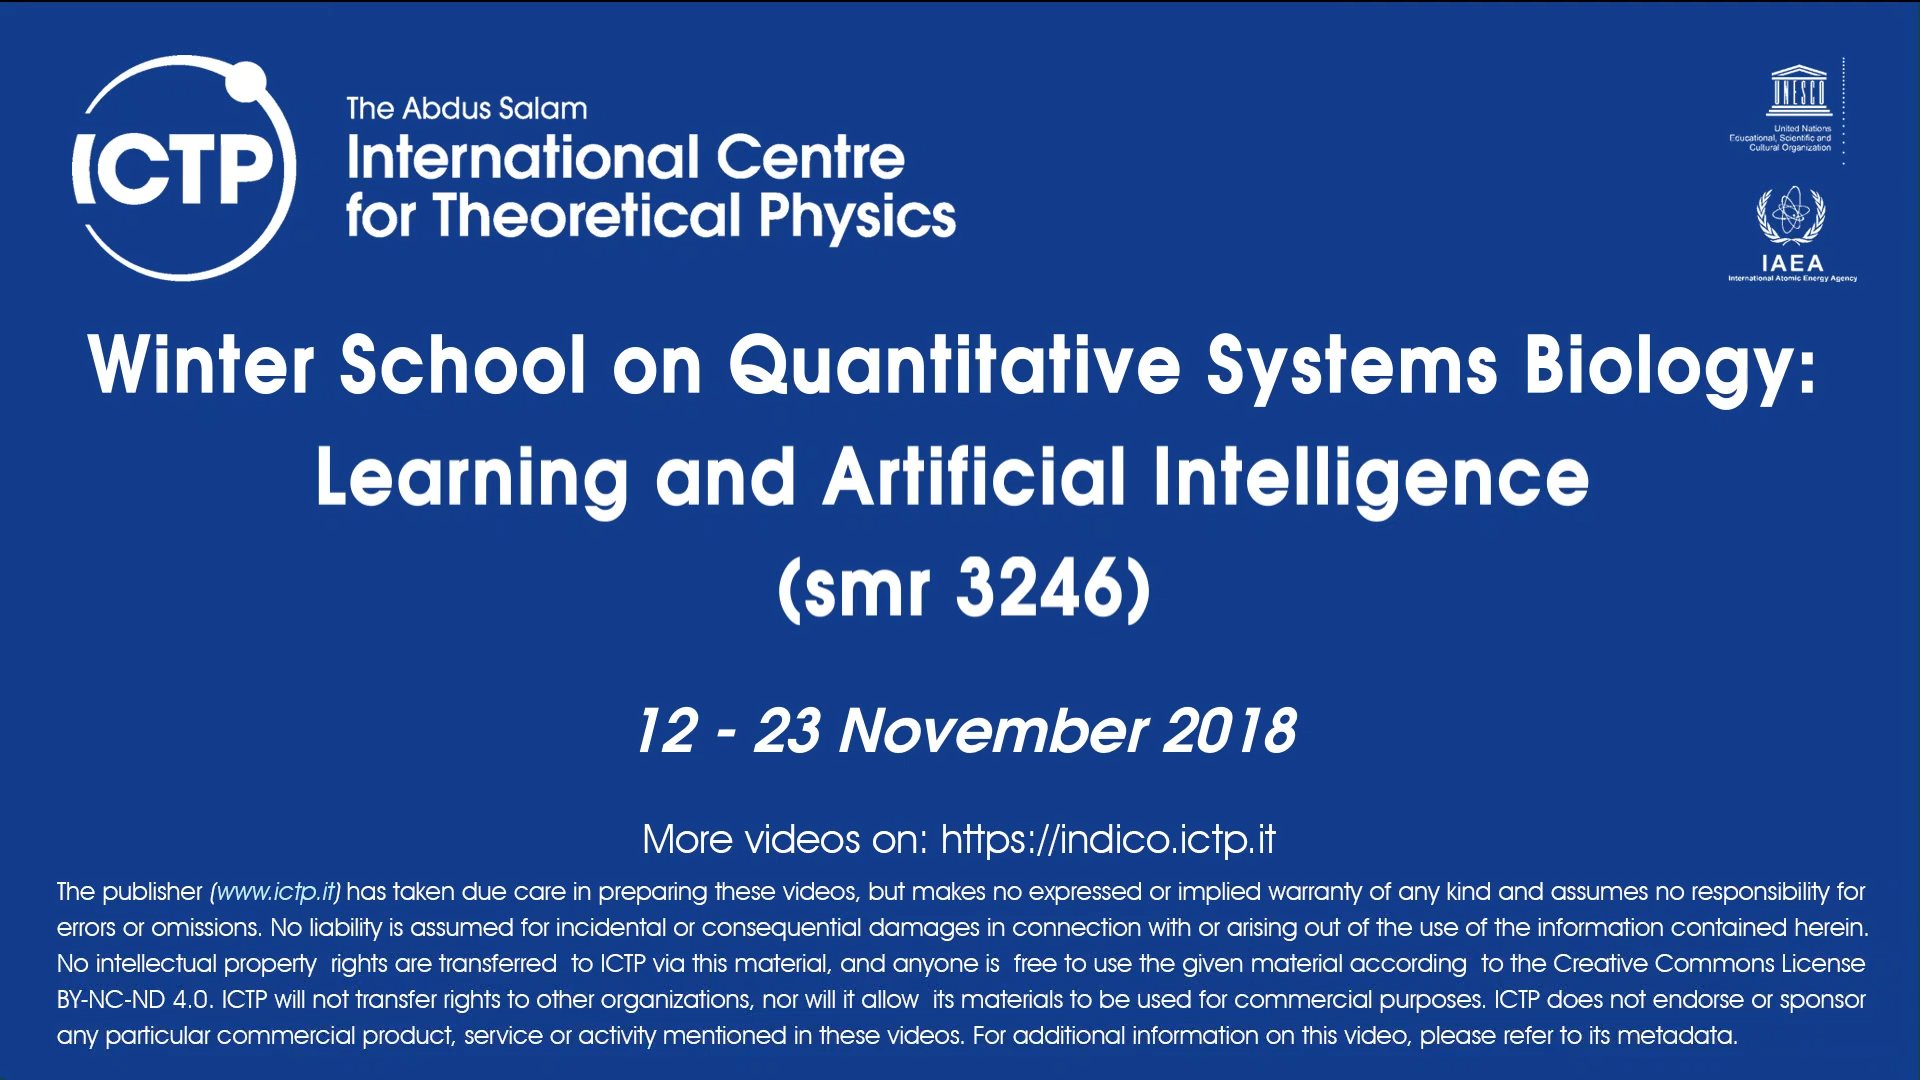 ICTP
The Abdus Salam
International Centre
for Theoretical Physics
UNESCO
United Nations
Educational, Scientific and
Cultural Organization
IAEA
International Atomic Energy Agency
Winter School on Quantitative Systems Biology:
Learning and Artificial Intelligence
(smr 3246)
12 - 23 November 2018
More videos on: https://indico.ictp.it
The publisher (www.ictp.it) has taken due care in preparing these videos, but makes no expressed or implied warranty of any kind and assumes no responsibility for
errors or omissions. No liability is assumed for incidental or consequential damages in connection with or arising out of the use of the information contained herein.
No intellectual property rights are transferred to ICTP via this material, and anyone is free to use the given material according to the Creative Commons License
BY-NC-ND 4.0. ICTP will not transfer rights to other organizations, nor will it allow its materials to be used for commercial purposes. ICTP does not endorse or sponsor
any particular commercial product, service or activity mentioned in these videos. For additional information on this video, please refer to its metadata.